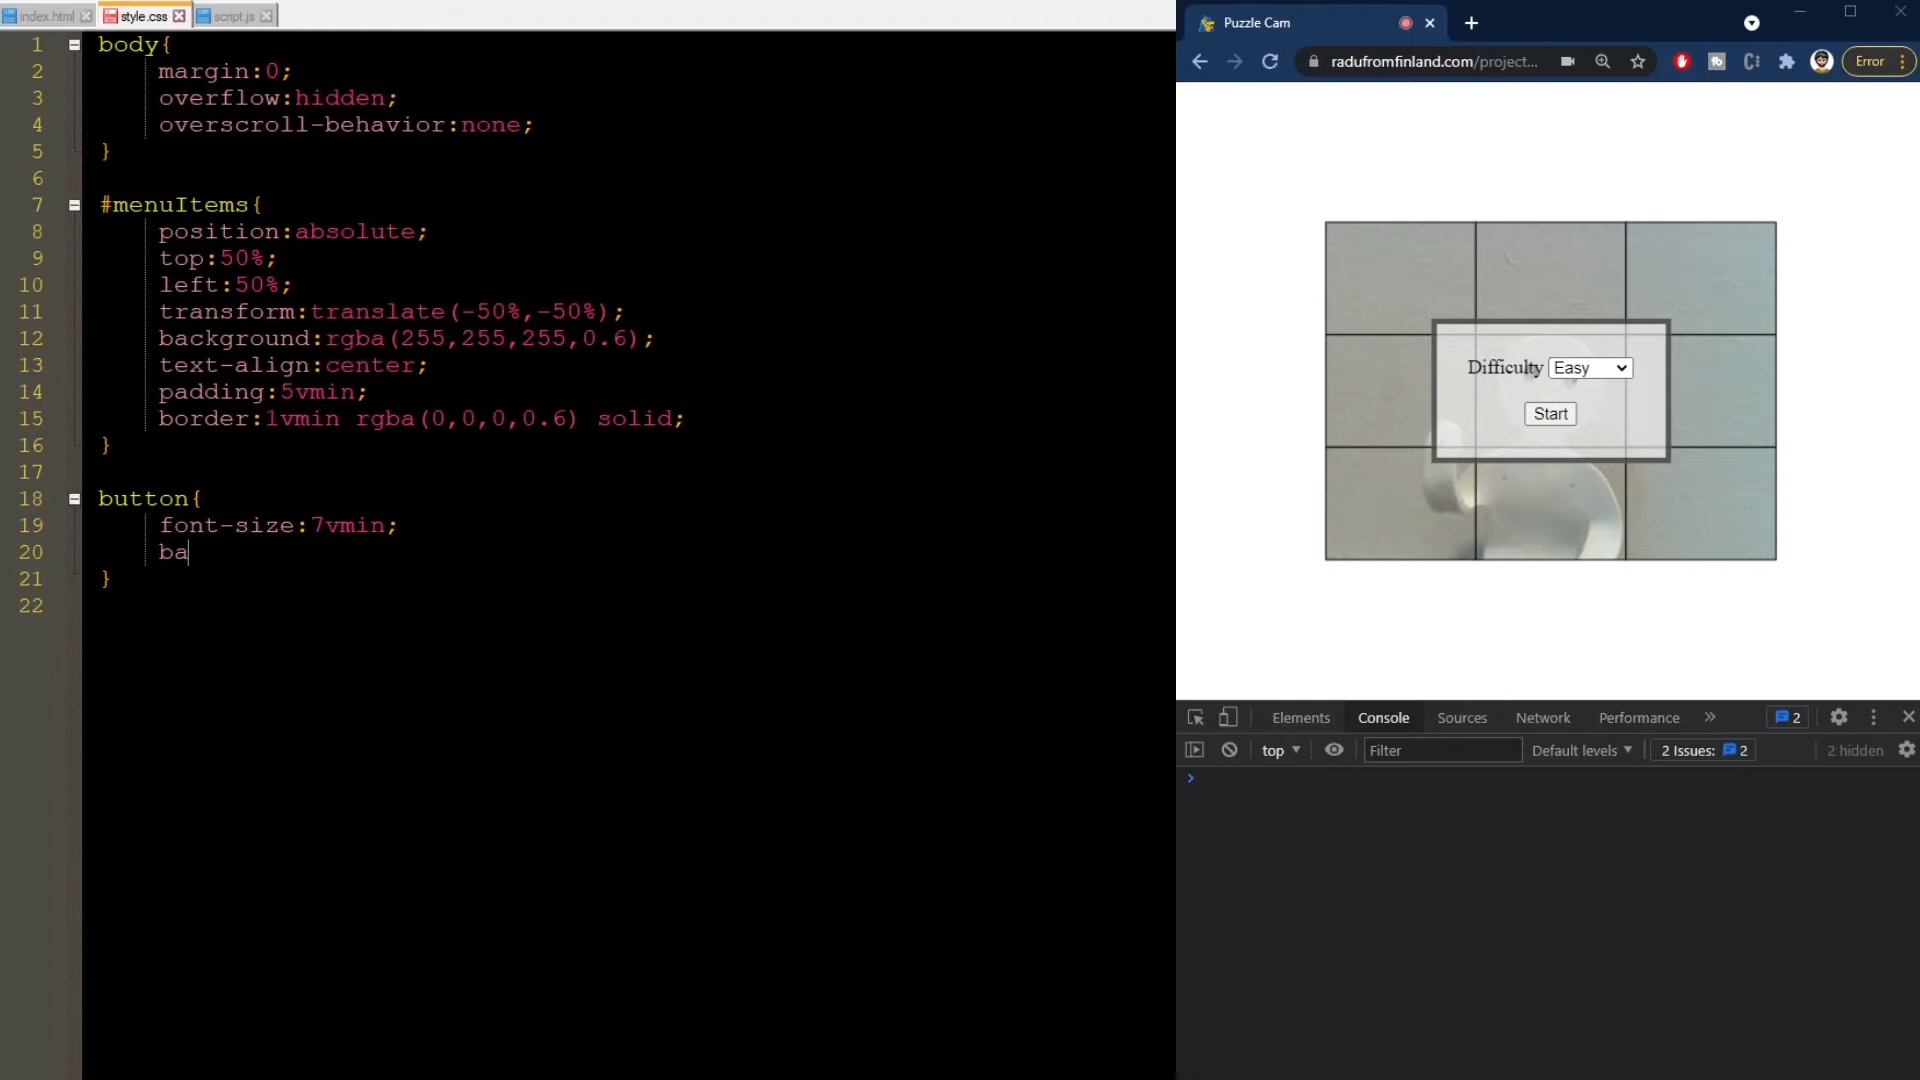 index.html style.css script.js
1 body{
2 margin:0;
3 overflow:hidden;
4 overscroll-behavior:none;
5 }
6
7 #menuItems{
8 position:absolute;
9 top:50%;
10 left:50%;
11 transform:translate(-50%,-50%);
12 background:rgba(255,255,255,0.6);
13 text-align:center;
14 padding:5vmin;
15 border:1vmin rgba(0,0,0,0.6) solid;
16 }
17
18 button{
19 font-size:7vmin;
20 ba
21 }
22
Puzzle Cam
radufromfinland.com/project... Error
Difficulty Easy
Start
Elements Console Sources Network Performance » 2
top Filter Default levels 2 Issues: 2 2 hidden